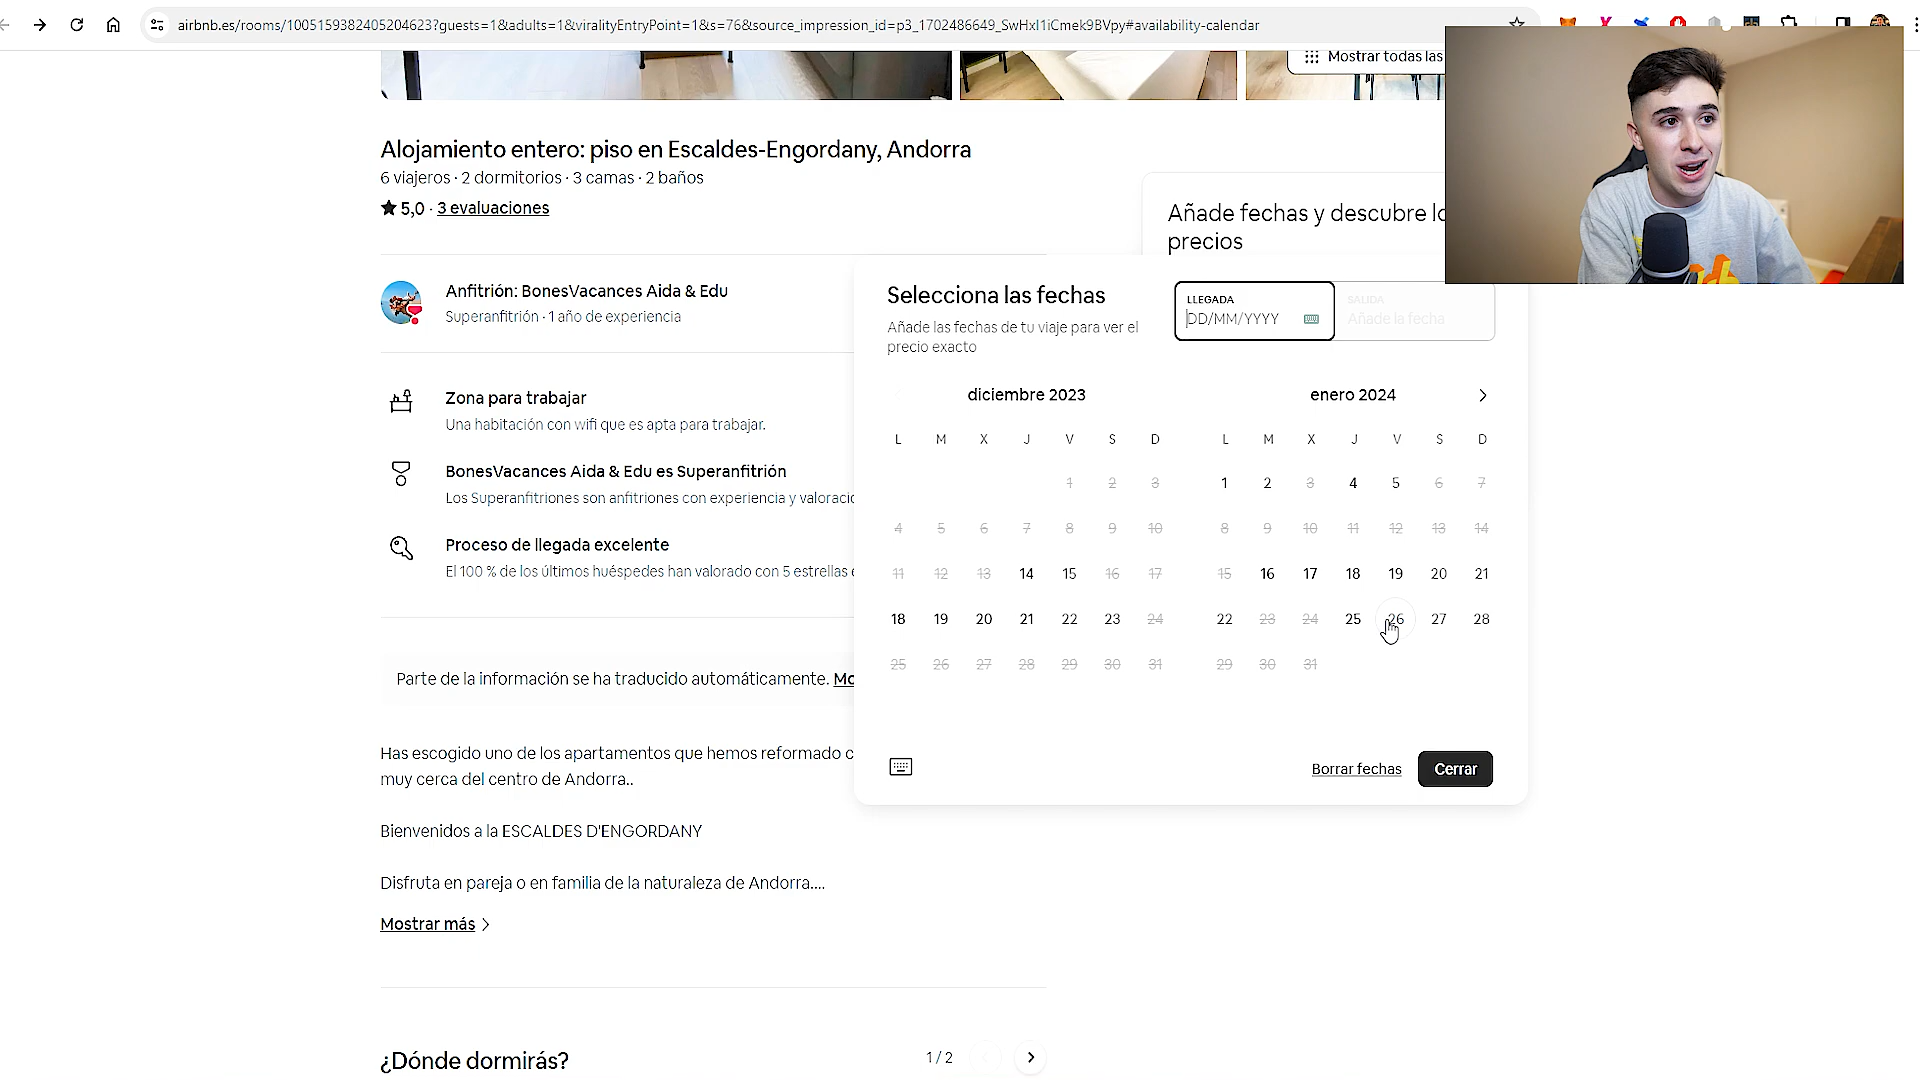 airbnb.es/rooms/1005159382405204623?guests=1&adults=1&viralityEntryPoint=1&s=76&source_impression_id=p3_1702486649_SwHxI1iCmek9BVpy#availability-calendar
Mostrar todas las
Alojamiento entero: piso en Escaldes-Engordany, Andorra
6 viajeros · 2 dormitorios · 3 camas · 2 baños
5,0 · 3 evaluaciones
Añade fechas y descubre lo
precios
Anfitrión: BonesVacances Aida & Edu
Superanfitrión · 1 año de experiencia
Selecciona las fechas
Añade las fechas de tu viaje para ver el
precio exacto
LLEGADA
DD/MM/YYYY
SALIDA
Añade la fecha
Zona para trabajar
Una habitación con wifi que es apta para trabajar.
BonesVacances Aida & Edu es Superanfitrión
Los Superanfitriones son anfitriones con experiencia y valoracio
Proceso de llegada excelente
El 100 % de los últimos huéspedes han valorado con 5 estrellas e
diciembre 2023
L M X J V S D
1 2 3
4 5 6 7 8 9 10
11 12 13 14 15 16 17
18 19 20 21 22 23 24
25 26 27 28 29 30 31
enero 2024
L M X J V S D
1 2 3 4 5 6 7
8 9 10 11 12 13 14
15 16 17 18 19 20 21
22 23 24 25 26 27 28
29 30 31
Borrar fechas
Cerrar
Parte de la información se ha traducido automáticamente. Mo
Has escogido uno de los apartamentos que hemos reformado c
muy cerca del centro de Andorra..
Bienvenidos a la ESCALDES D'ENGORDANY
Disfruta en pareja o en familia de la naturaleza de Andorra....
Mostrar más
¿Dónde dormirás?
1 / 2